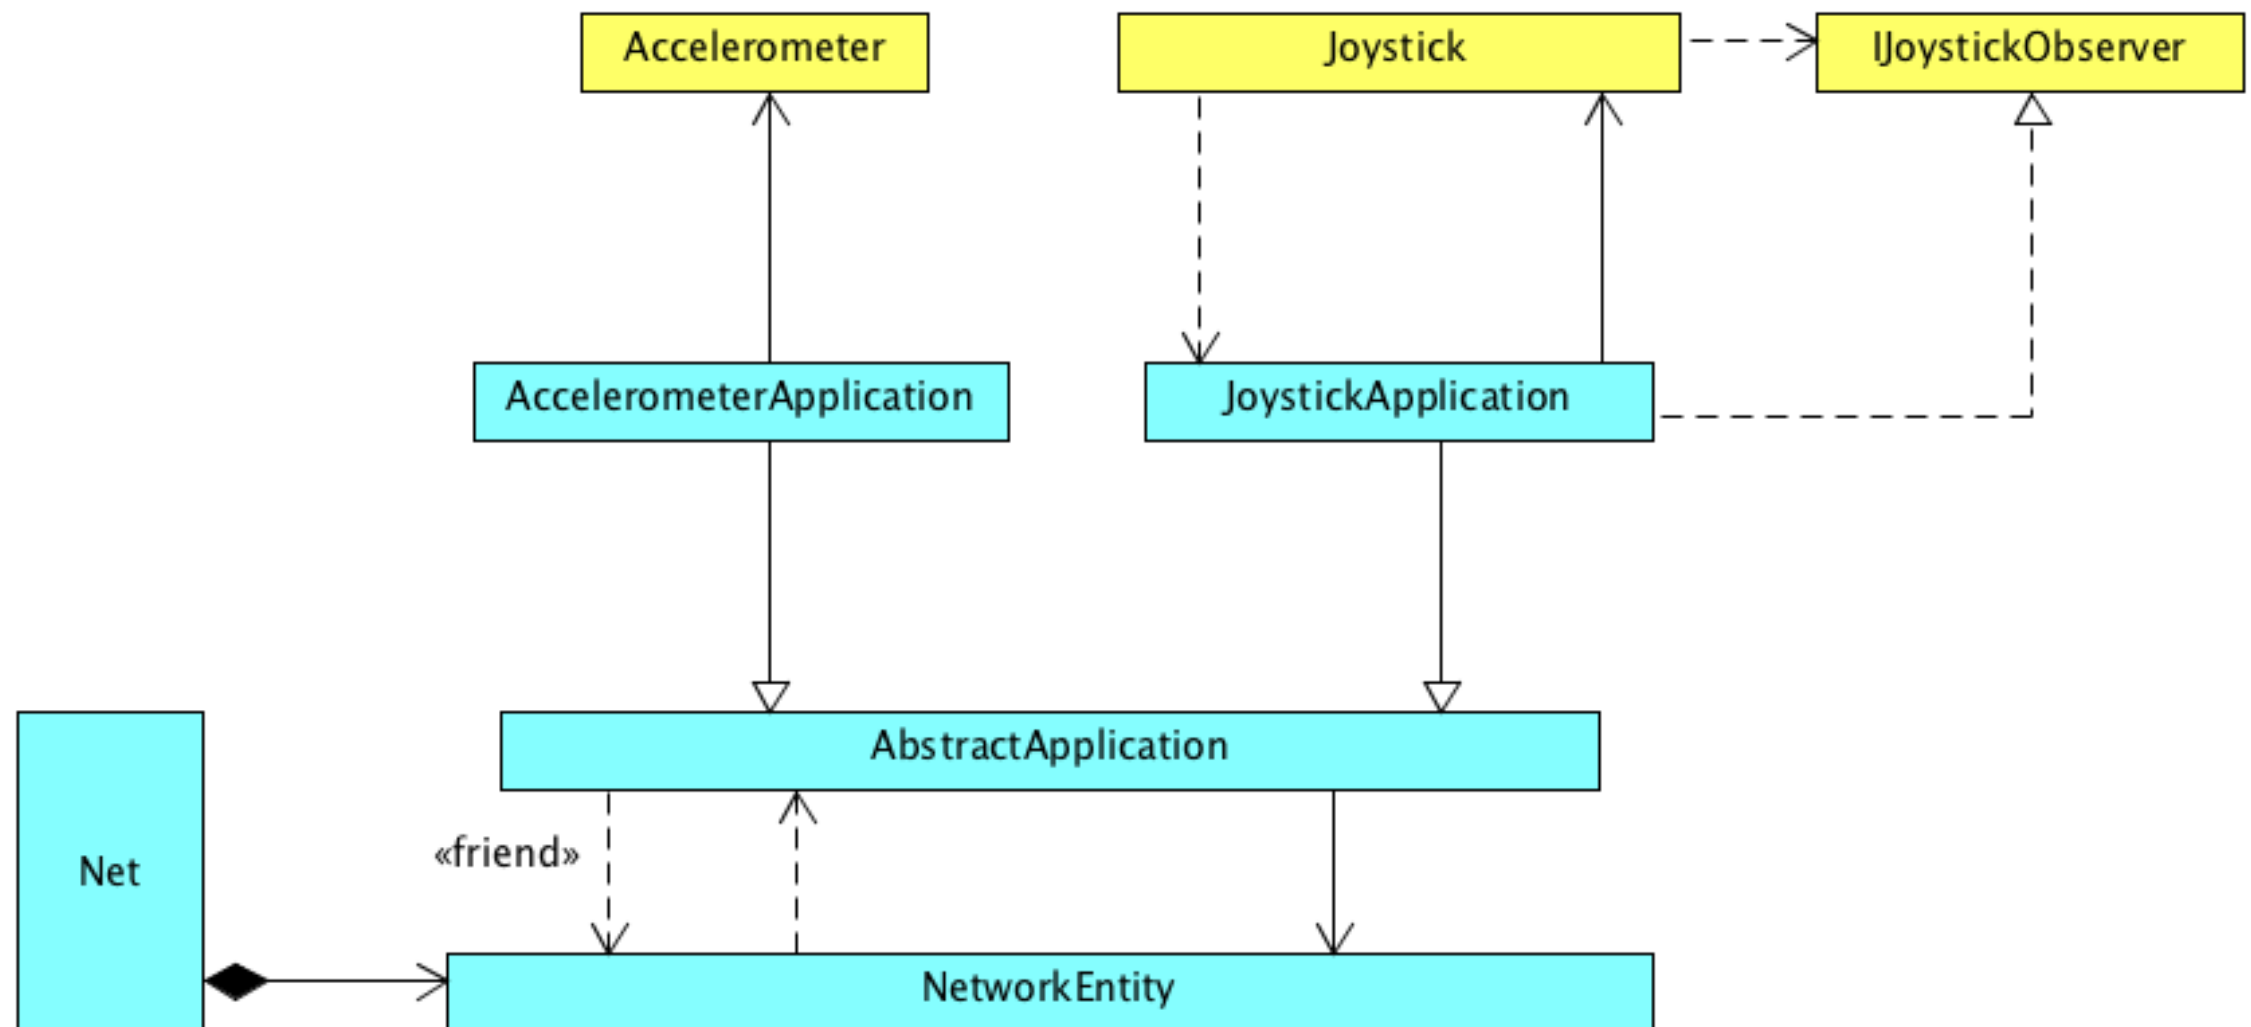 Accelerometer
Joystick
IJoystickObserver
AccelerometerApplication
JoystickApplication
AbstractApplication
«friend»
Net
NetworkEntity